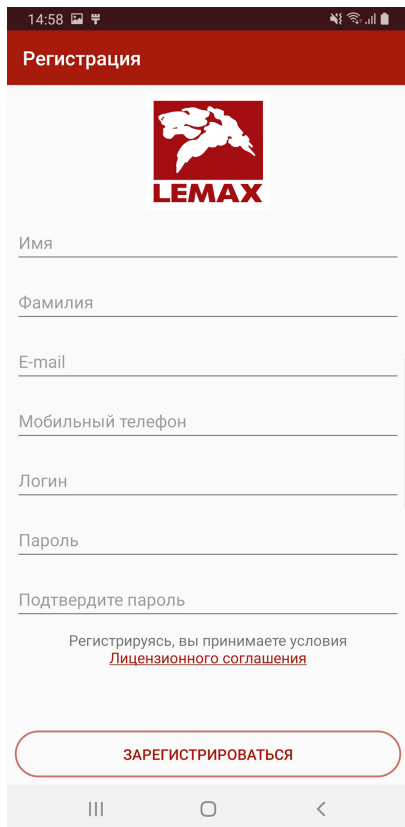 14:58
Регистрация
LEMAX
Имя
Фамилия
E-mail
Мобильный телефон
Логин
Пароль
Подтвердите пароль
Регистрируясь, вы принимаете условия
Лицензионного соглашения
ЗАРЕГИСТРИРОВАТЬСЯ